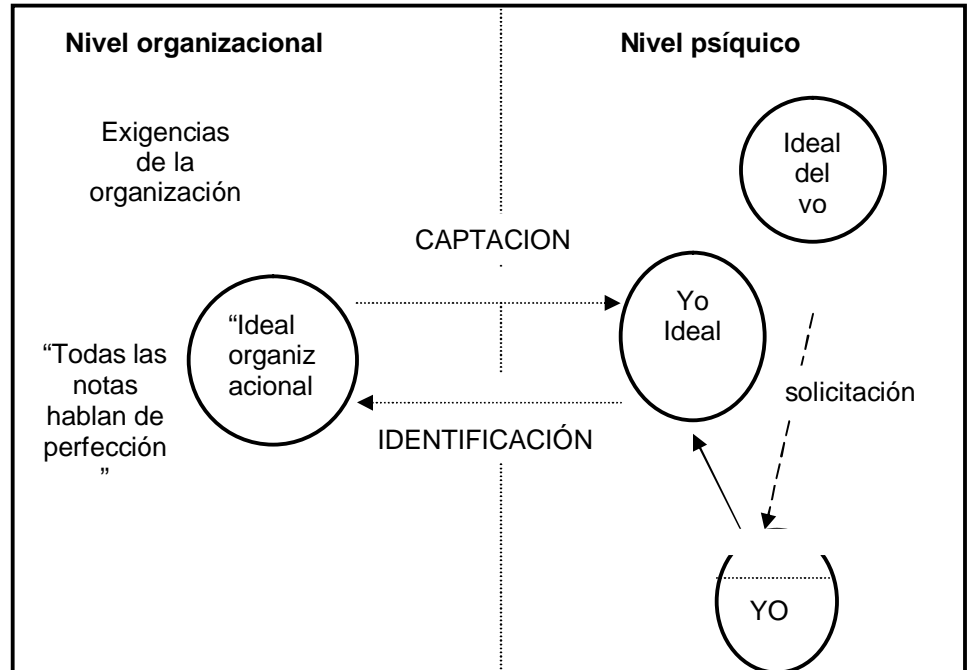 Nivel organizacional
Nivel psíquico
Exigencias
de la
organización
Ideal
del
vo
CAPTACION
Yo
Ideal
“Ideal
organiz
acional
“Todas las
notas
hablan de
perfección
”
solicitación
IDENTIFICACIÓN
YO